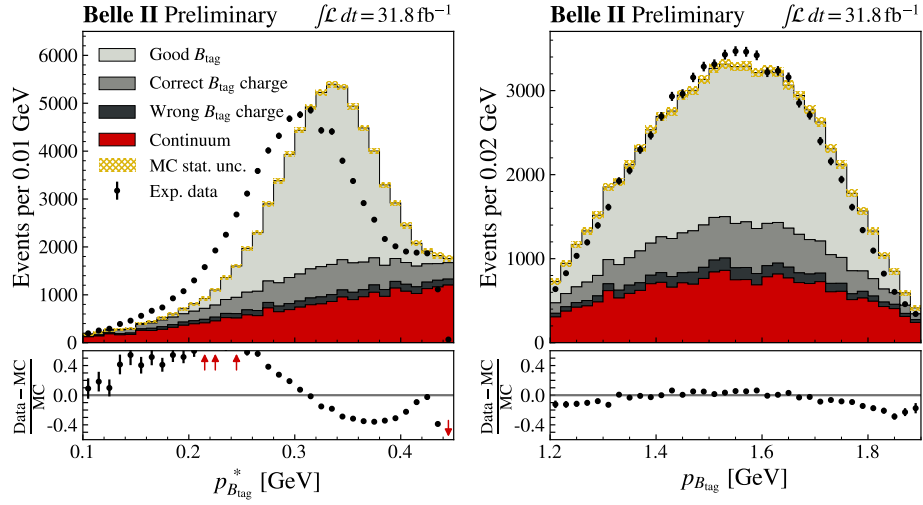 Belle II Preliminary ∫ℒ dt = 31.8 fb⁻¹
Events per 0.01 GeV
6000
5000
4000
3000
2000
1000
0
Good B_tag
Correct B_tag charge
Wrong B_tag charge
Continuum
MC stat. unc.
Exp. data
Data − MC
MC
0.4
0.0
-0.4
0.1 0.2 0.3 0.4
p*_{B_tag} [GeV]
Belle II Preliminary ∫ℒ dt = 31.8 fb⁻¹
Events per 0.02 GeV
3000
2000
1000
0
Data − MC
MC
0.4
0.0
-0.4
1.2 1.4 1.6 1.8
p_{B_tag} [GeV]